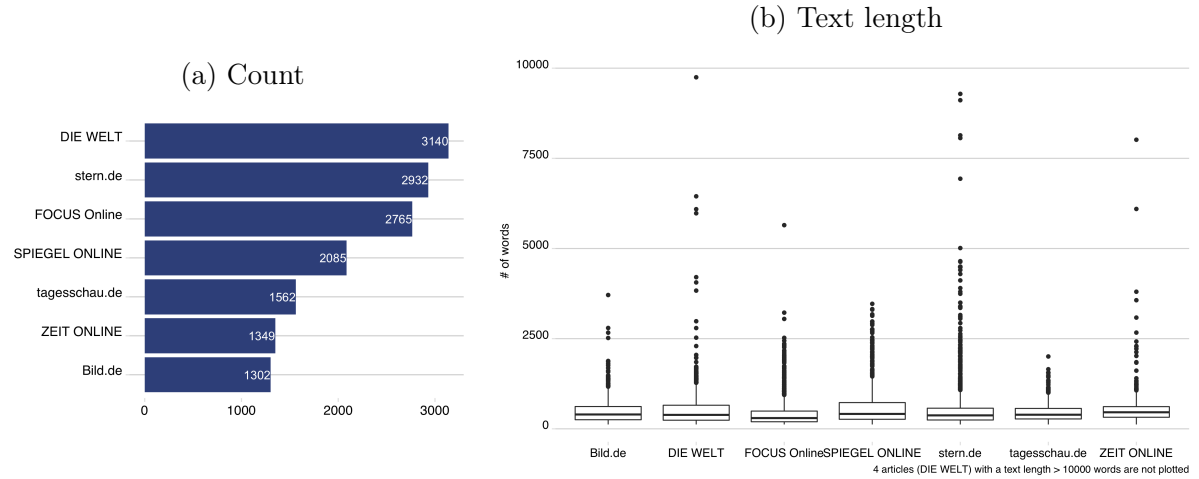 (a) Count
DIE WELT 3140
stern.de 2932
FOCUS Online 2765
SPIEGEL ONLINE 2085
tagesschau.de 1562
ZEIT ONLINE 1349
Bild.de 1302
0 1000 2000 3000
(b) Text length
# of words
10000
7500
5000
2500
0
Bild.de DIE WELT FOCUS Online SPIEGEL ONLINE stern.de tagesschau.de ZEIT ONLINE
4 articles (DIE WELT) with a text length > 10000 words are not plotted